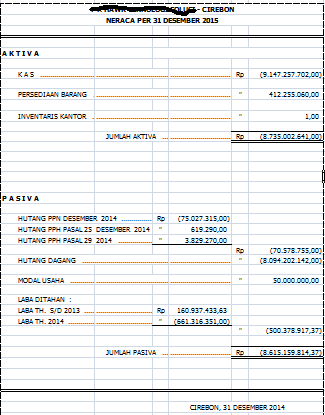 - CIREBON
NERACA PER 31 DESEMBER 2015
A K T I V A
K A S Rp (9.147.257.702,00)
PERSEDIAAN BARANG " 412.255.060,00
INVENTARIS KANTOR " 1,00
JUMLAH AKTIVA Rp (8.735.002.641,00)
P A S I V A
HUTANG PPN DESEMBER 2014 Rp (75.027.315,00)
HUTANG PPH PASAL 25 DESEMBER 2014 " 619.290,00
HUTANG PPH PASAL 29 2014 " 3.829.270,00
Rp (70.578.755,00)
HUTANG DAGANG " (8.094.202.142,00)
MODAL USAHA " 50.000.000,00
LABA DITAHAN :
LABA TH. S/D 2013 Rp 160.937.433,63
LABA TH. 2014 " (661.316.351,00)
" (500.378.917,37)
JUMLAH PASIVA Rp (8.615.159.814,37)
CIREBON, 31 DESEMBER 2014